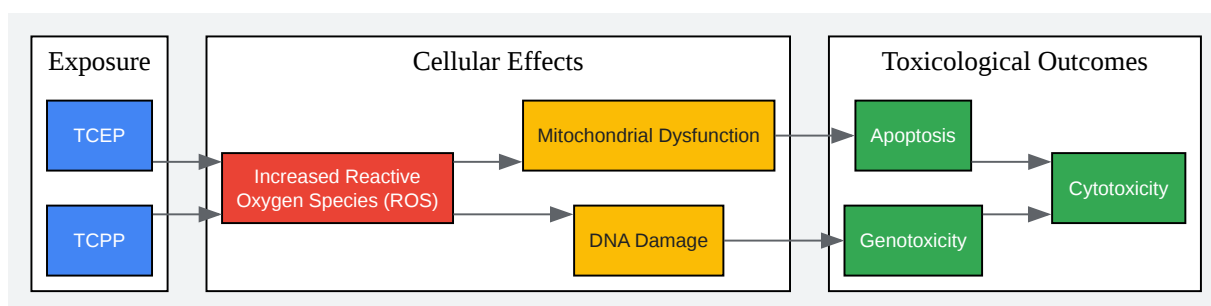 Exposure
Cellular Effects
Toxicological Outcomes
TCEP
TCPP
Increased Reactive
Oxygen Species (ROS)
Mitochondrial Dysfunction
DNA Damage
Apoptosis
Genotoxicity
Cytotoxicity